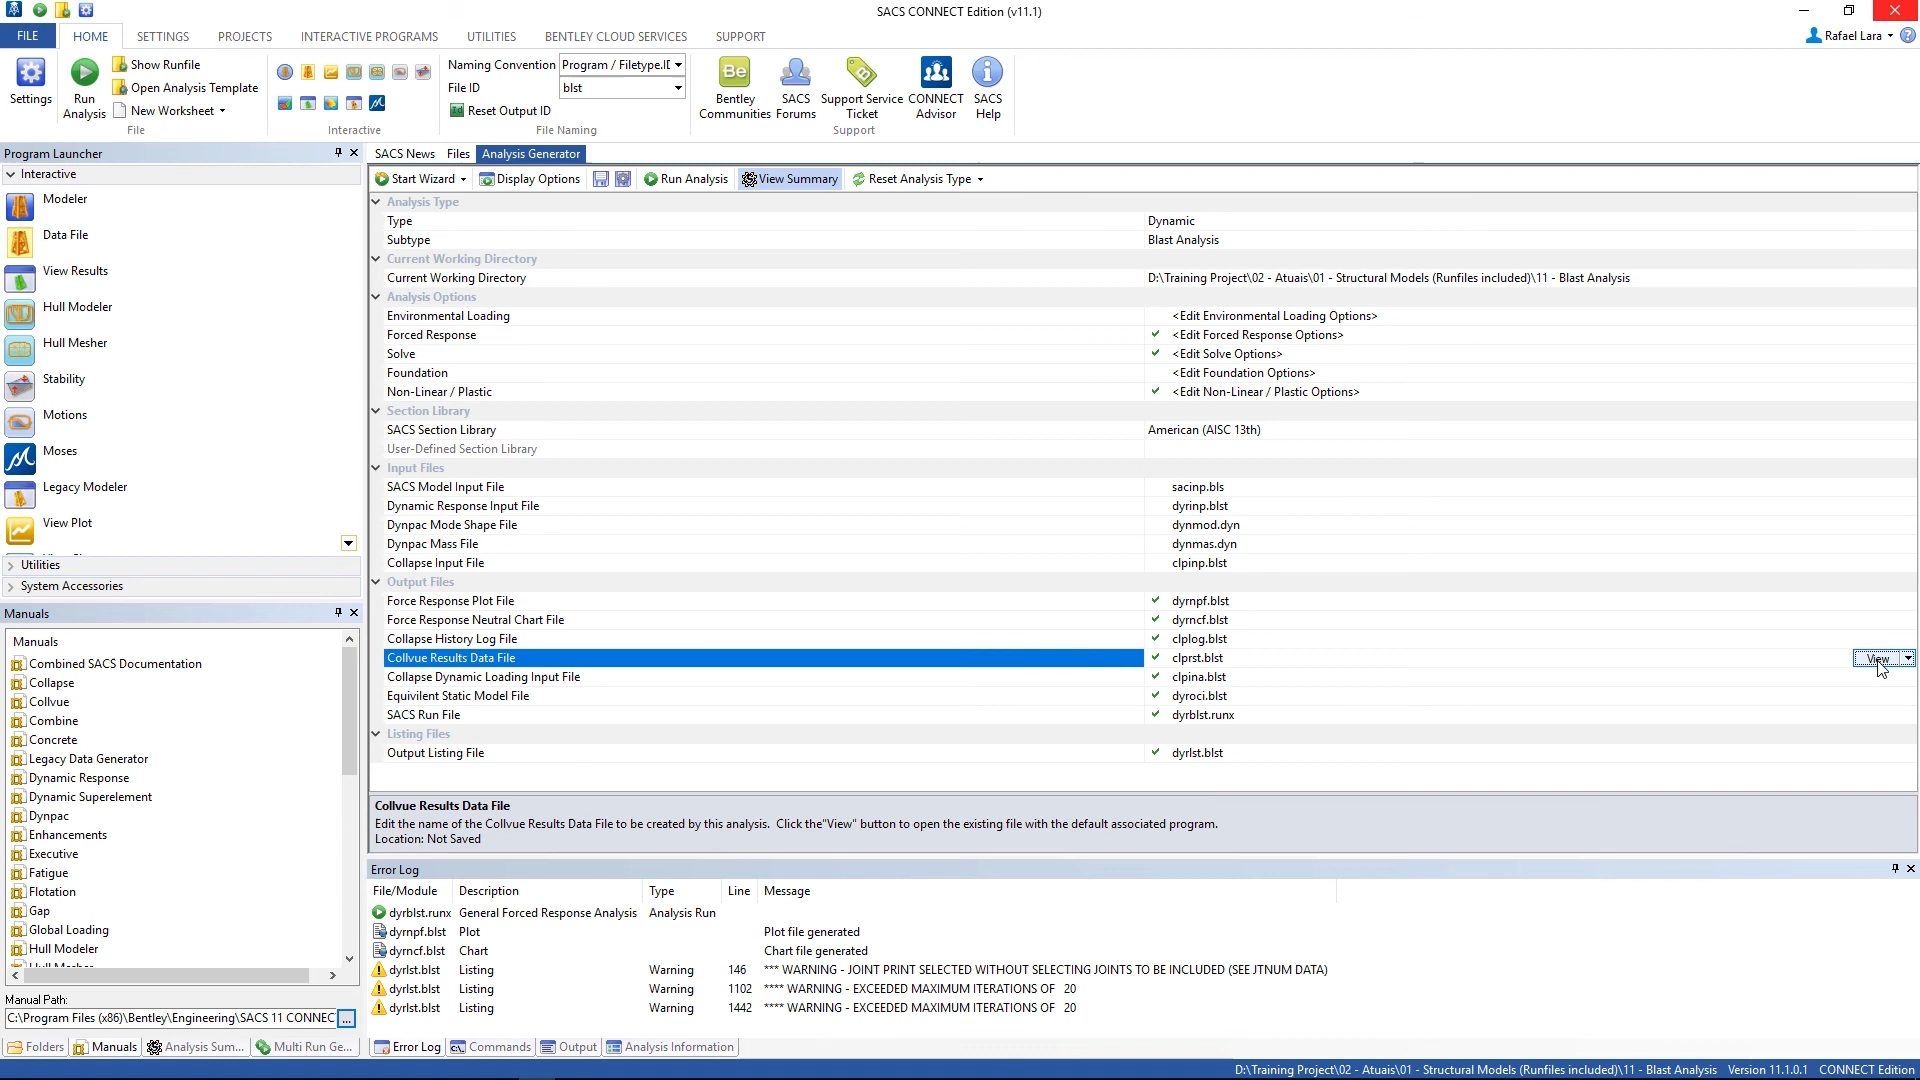 SACS CONNECT Edition (v11.1)
FILE HOME SETTINGS PROJECTS INTERACTIVE PROGRAMS UTILITIES BENTLEY CLOUD SERVICES SUPPORT
Rafael Lara
Settings
Run Analysis
Show Runfile
Open Analysis Template
New Worksheet
File
Interactive
Naming Convention Program / Filetype.IE
File ID blst
Reset Output ID
File Naming
Be
Bentley Communities
SACS Forums
Support Service Ticket
CONNECT Advisor
SACS Help
Support
Program Launcher
Interactive
Modeler
Data File
View Results
Hull Modeler
Hull Mesher
Stability
Motions
Moses
Legacy Modeler
View Plot
Utilities
System Accessories
Manuals
Manuals
Combined SACS Documentation
Collapse
Collvue
Combine
Concrete
Legacy Data Generator
Dynamic Response
Dynamic Superelement
Dynpac
Enhancements
Executive
Fatigue
Flotation
Gap
Global Loading
Hull Modeler
Manual Path:
C:\Program Files (x86)\Bentley\Engineering\SACS 11 CONNEC ...
Folders Manuals Analysis Sum... Multi Run Ge...
SACS News Files Analysis Generator
Start Wizard Display Options Run Analysis View Summary Reset Analysis Type
Analysis Type
Type Dynamic
Subtype Blast Analysis
Current Working Directory
Current Working Directory D:\Training Project\02 - Atuais\01 - Structural Models (Runfiles included)\11 - Blast Analysis
Analysis Options
Environmental Loading <Edit Environmental Loading Options>
Forced Response <Edit Forced Response Options>
Solve <Edit Solve Options>
Foundation <Edit Foundation Options>
Non-Linear / Plastic <Edit Non-Linear / Plastic Options>
Section Library
SACS Section Library American (AISC 13th)
User-Defined Section Library
Input Files
SACS Model Input File sacinp.bls
Dynamic Response Input File dyrinp.blst
Dynpac Mode Shape File dynmod.dyn
Dynpac Mass File dynmas.dyn
Collapse Input File clpinp.blst
Output Files
Force Response Plot File dyrnpf.blst
Force Response Neutral Chart File dyrncf.blst
Collapse History Log File clplog.blst
Collvue Results Data File clprst.blst View
Collapse Dynamic Loading Input File clpina.blst
Equivilent Static Model File dyroci.blst
SACS Run File dyrblst.runx
Listing Files
Output Listing File dyrlst.blst
Collvue Results Data File
Edit the name of the Collvue Results Data File to be created by this analysis. Click the"View" button to open the existing file with the default associated program.
Location: Not Saved
Error Log
File/Module Description Type Line Message
dyrblst.runx General Forced Response Analysis Analysis Run
dyrnpf.blst Plot Plot file generated
dyrncf.blst Chart Chart file generated
dyrlst.blst Listing Warning 146 *** WARNING - JOINT PRINT SELECTED WITHOUT SELECTING JOINTS TO BE INCLUDED (SEE JTNUM DATA)
dyrlst.blst Listing Warning 1102 **** WARNING - EXCEEDED MAXIMUM ITERATIONS OF 20
dyrlst.blst Listing Warning 1442 **** WARNING - EXCEEDED MAXIMUM ITERATIONS OF 20
Error Log Commands Output Analysis Information
D:\Training Project\02 - Atuais\01 - Structural Models (Runfiles included)\11 - Blast Analysis Version 11.1.0.1 CONNECT Edition